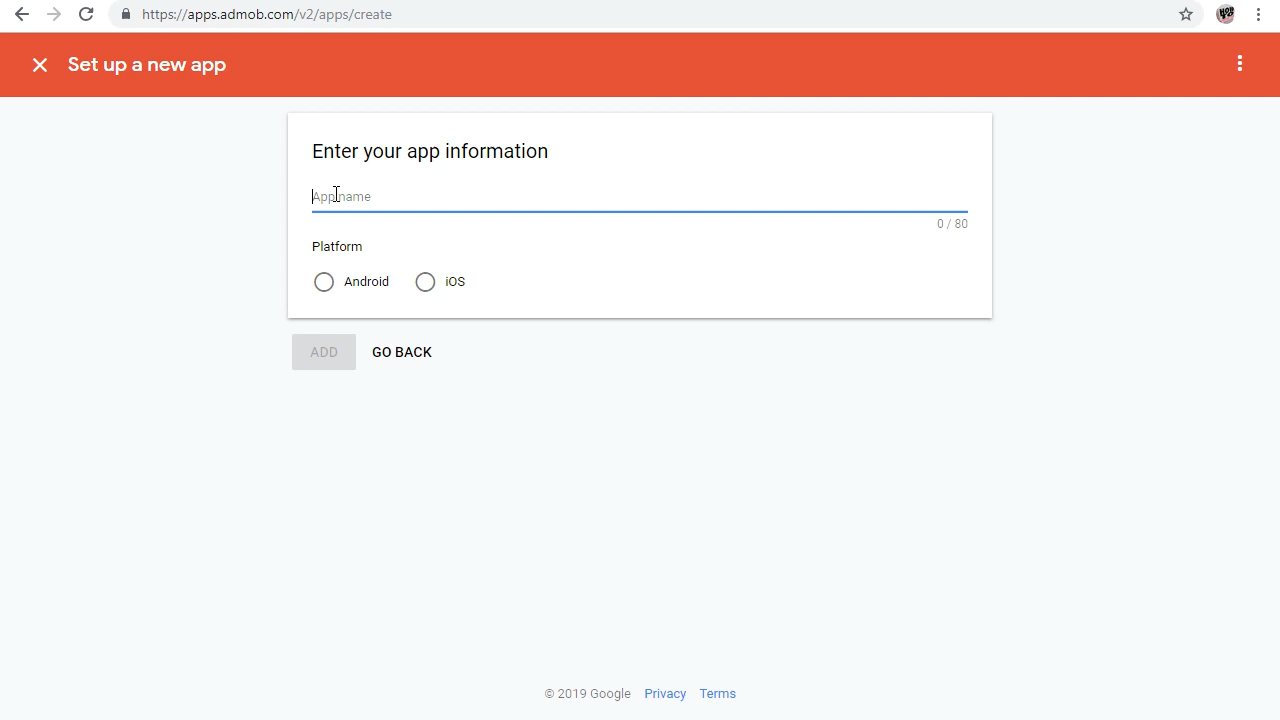 https://apps.admob.com/v2/apps/create
Set up a new app
Enter your app information
App name
0 / 80
Platform
Android iOS
ADD GO BACK
© 2019 Google Privacy Terms